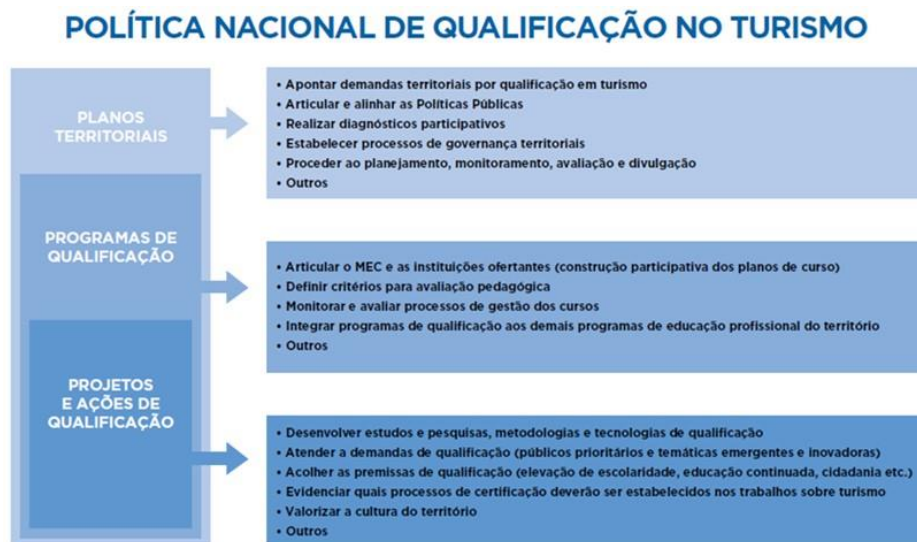 POLÍTICA NACIONAL DE QUALIFICAÇÃO NO TURISMO
PLANOS
TERRITORIAIS
• Apontar demandas territoriais por qualificação em turismo
• Articular e alinhar as Políticas Públicas
• Realizar diagnósticos participativos
• Estabelecer processos de governança territoriais
• Proceder ao planejamento, monitoramento, avaliação e divulgação
• Outros
PROGRAMAS DE
QUALIFICAÇÃO
• Articular o MEC e as instituições ofertantes (construção participativa dos planos de curso)
• Definir critérios para avaliação pedagógica
• Monitorar e avaliar processos de gestão dos cursos
• Integrar programas de qualificação aos demais programas de educação profissional do território
• Outros
PROJETOS
E AÇÕES DE
QUALIFICAÇÃO
• Desenvolver estudos e pesquisas, metodologias e tecnologias de qualificação
• Atender a demandas de qualificação (públicos prioritários e temáticas emergentes e inovadoras)
• Acolher as premissas de qualificação (elevação de escolaridade, educação continuada, cidadania etc.)
• Evidenciar quais processos de certificação deverão ser estabelecidos nos trabalhos sobre turismo
• Valorizar a cultura do território
• Outros